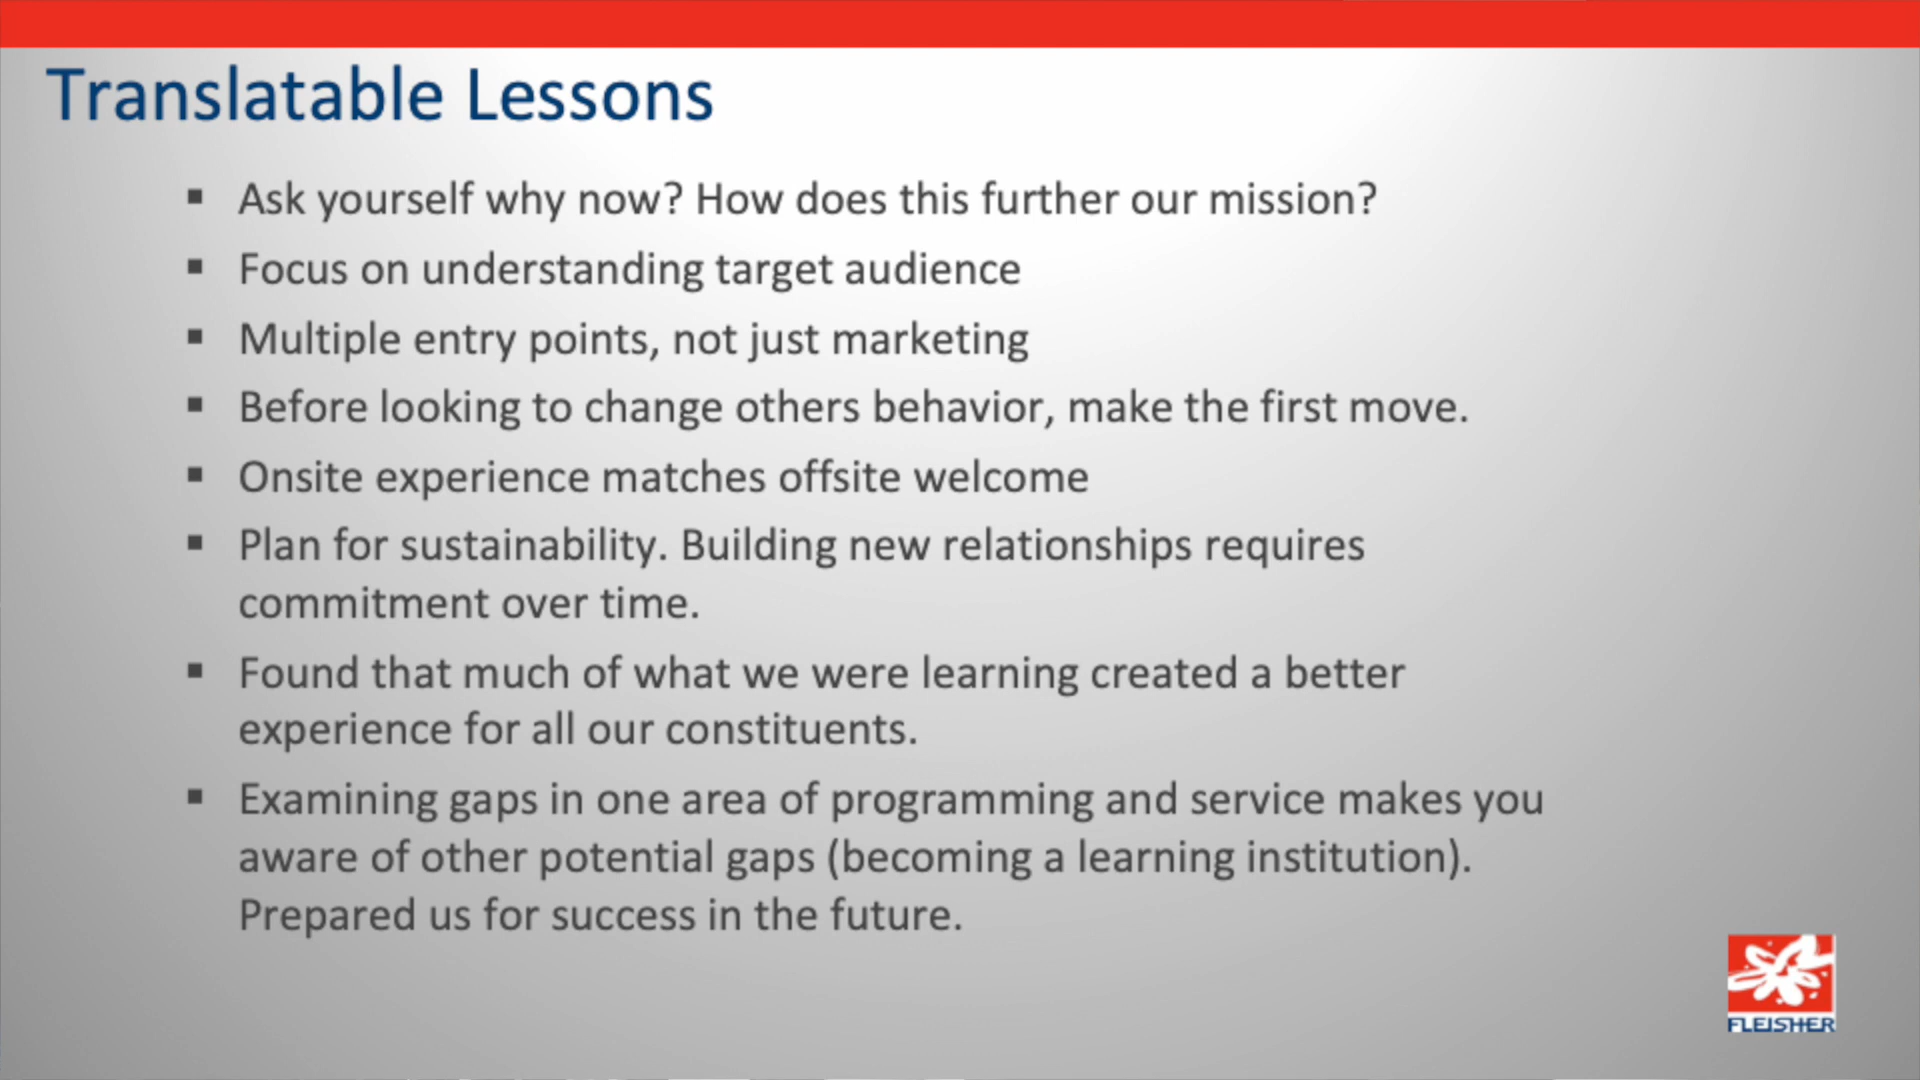 Translatable Lessons
▪ Ask yourself why now? How does this further our mission?
▪ Focus on understanding target audience
▪ Multiple entry points, not just marketing
▪ Before looking to change others behavior, make the first move.
▪ Onsite experience matches offsite welcome
▪ Plan for sustainability. Building new relationships requires
commitment over time.
▪ Found that much of what we were learning created a better
experience for all our constituents.
▪ Examining gaps in one area of programming and service makes you
aware of other potential gaps (becoming a learning institution).
Prepared us for success in the future.
FLEISHER